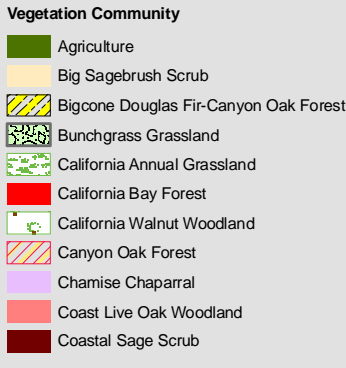 Vegetation Community
Agriculture
Big Sagebrush Scrub
Bigcone Douglas Fir-Canyon Oak Forest
Bunchgrass Grassland
California Annual Grassland
California Bay Forest
California Walnut Woodland
Canyon Oak Forest
Chamise Chaparral
Coast Live Oak Woodland
Coastal Sage Scrub